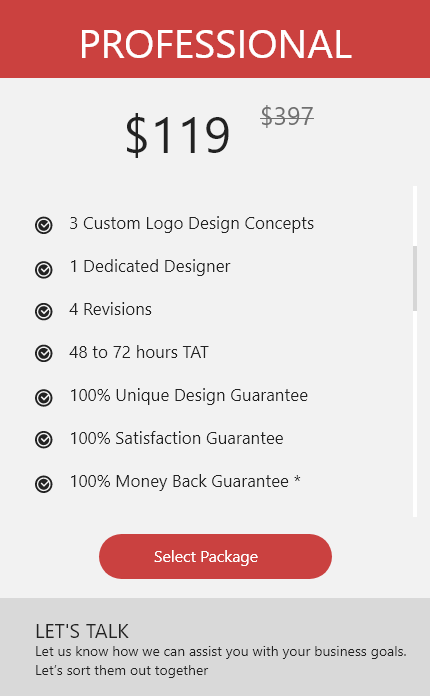 PROFESSIONAL
$119 $397
3 Custom Logo Design Concepts
1 Dedicated Designer
4 Revisions
48 to 72 hours TAT
100% Unique Design Guarantee
100% Satisfaction Guarantee
100% Money Back Guarantee *
Select Package
LET'S TALK
Let us know how we can assist you with your business goals.
Let’s sort them out together